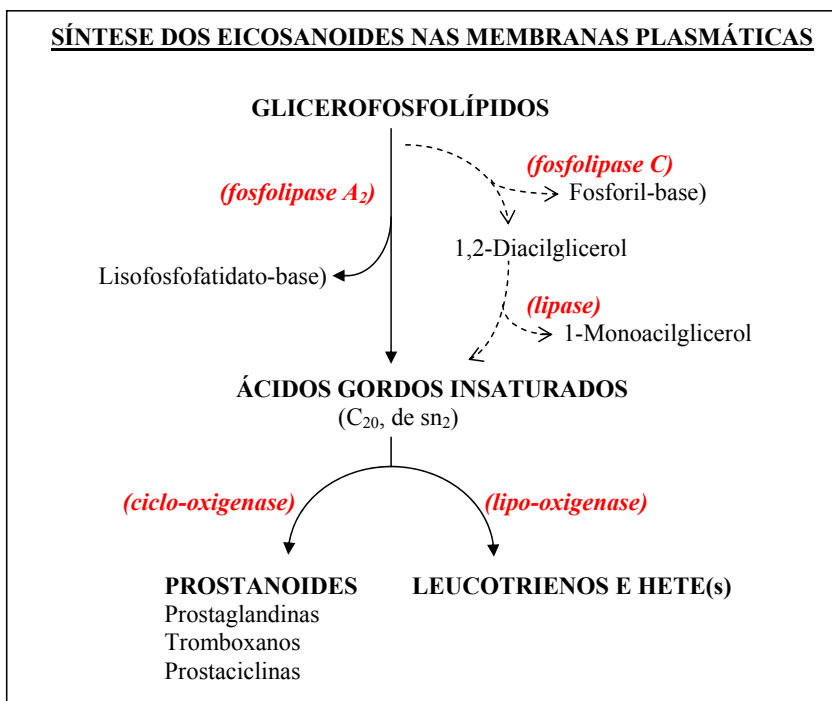 SÍNTESE DOS EICOSANOIDES NAS MEMBRANAS PLASMÁTICAS
GLICEROFOSFOLÍPIDOS
(fosfolipase C)
(fosfolipase A₂)
Fosforil-base)
1,2-Diacilglicerol
Lisofosfofatidato-base)
(lipase)
1-Monoacilglicerol
ÁCIDOS GORDOS INSATURADOS
(C₂₀, de sn₂)
(ciclo-oxigenase)
(lipo-oxigenase)
PROSTANOIDES
Prostaglandinas
Tromboxanos
Prostaciclinas
LEUCOTRIENOS E HETE(s)